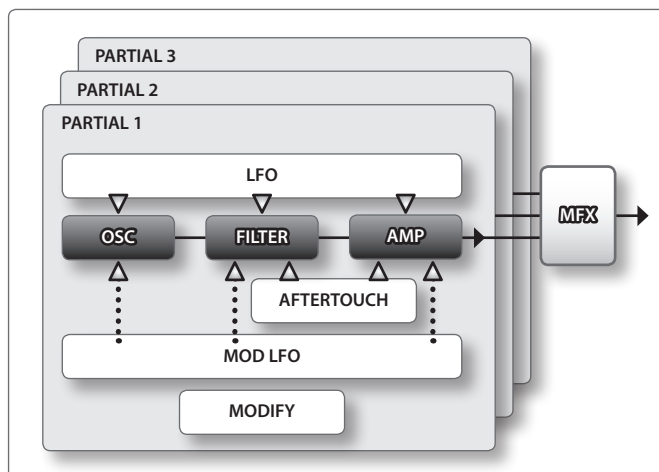 PARTIAL 3
PARTIAL 2
PARTIAL 1
LFO
OSC
FILTER
AMP
MFX
AFTERTOUCH
MOD LFO
MODIFY